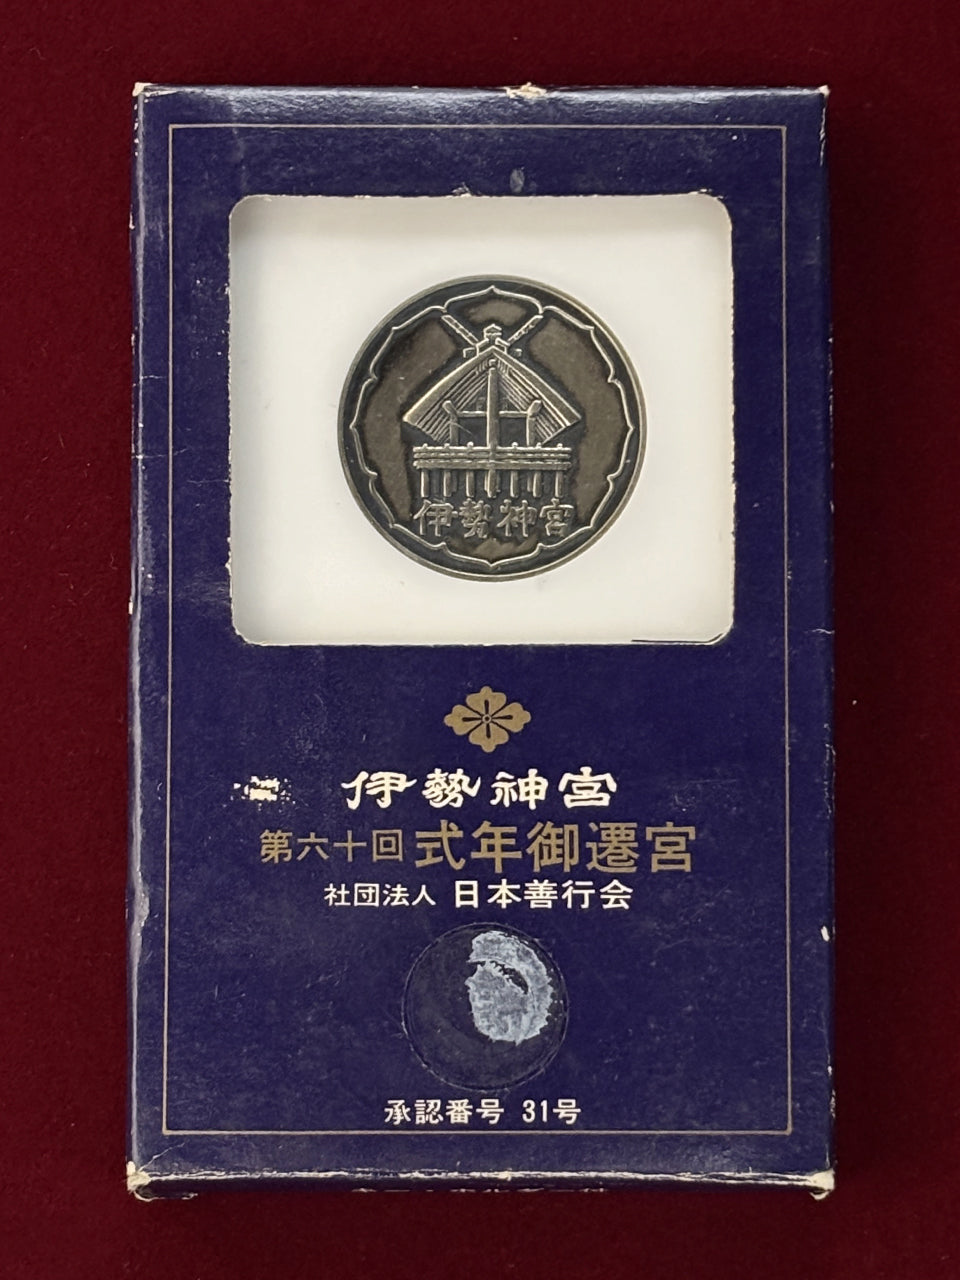 伊勢神宮
伊勢神宮
第六十回 式年御遷宮
社団法人 日本善行会
承認番号 31号